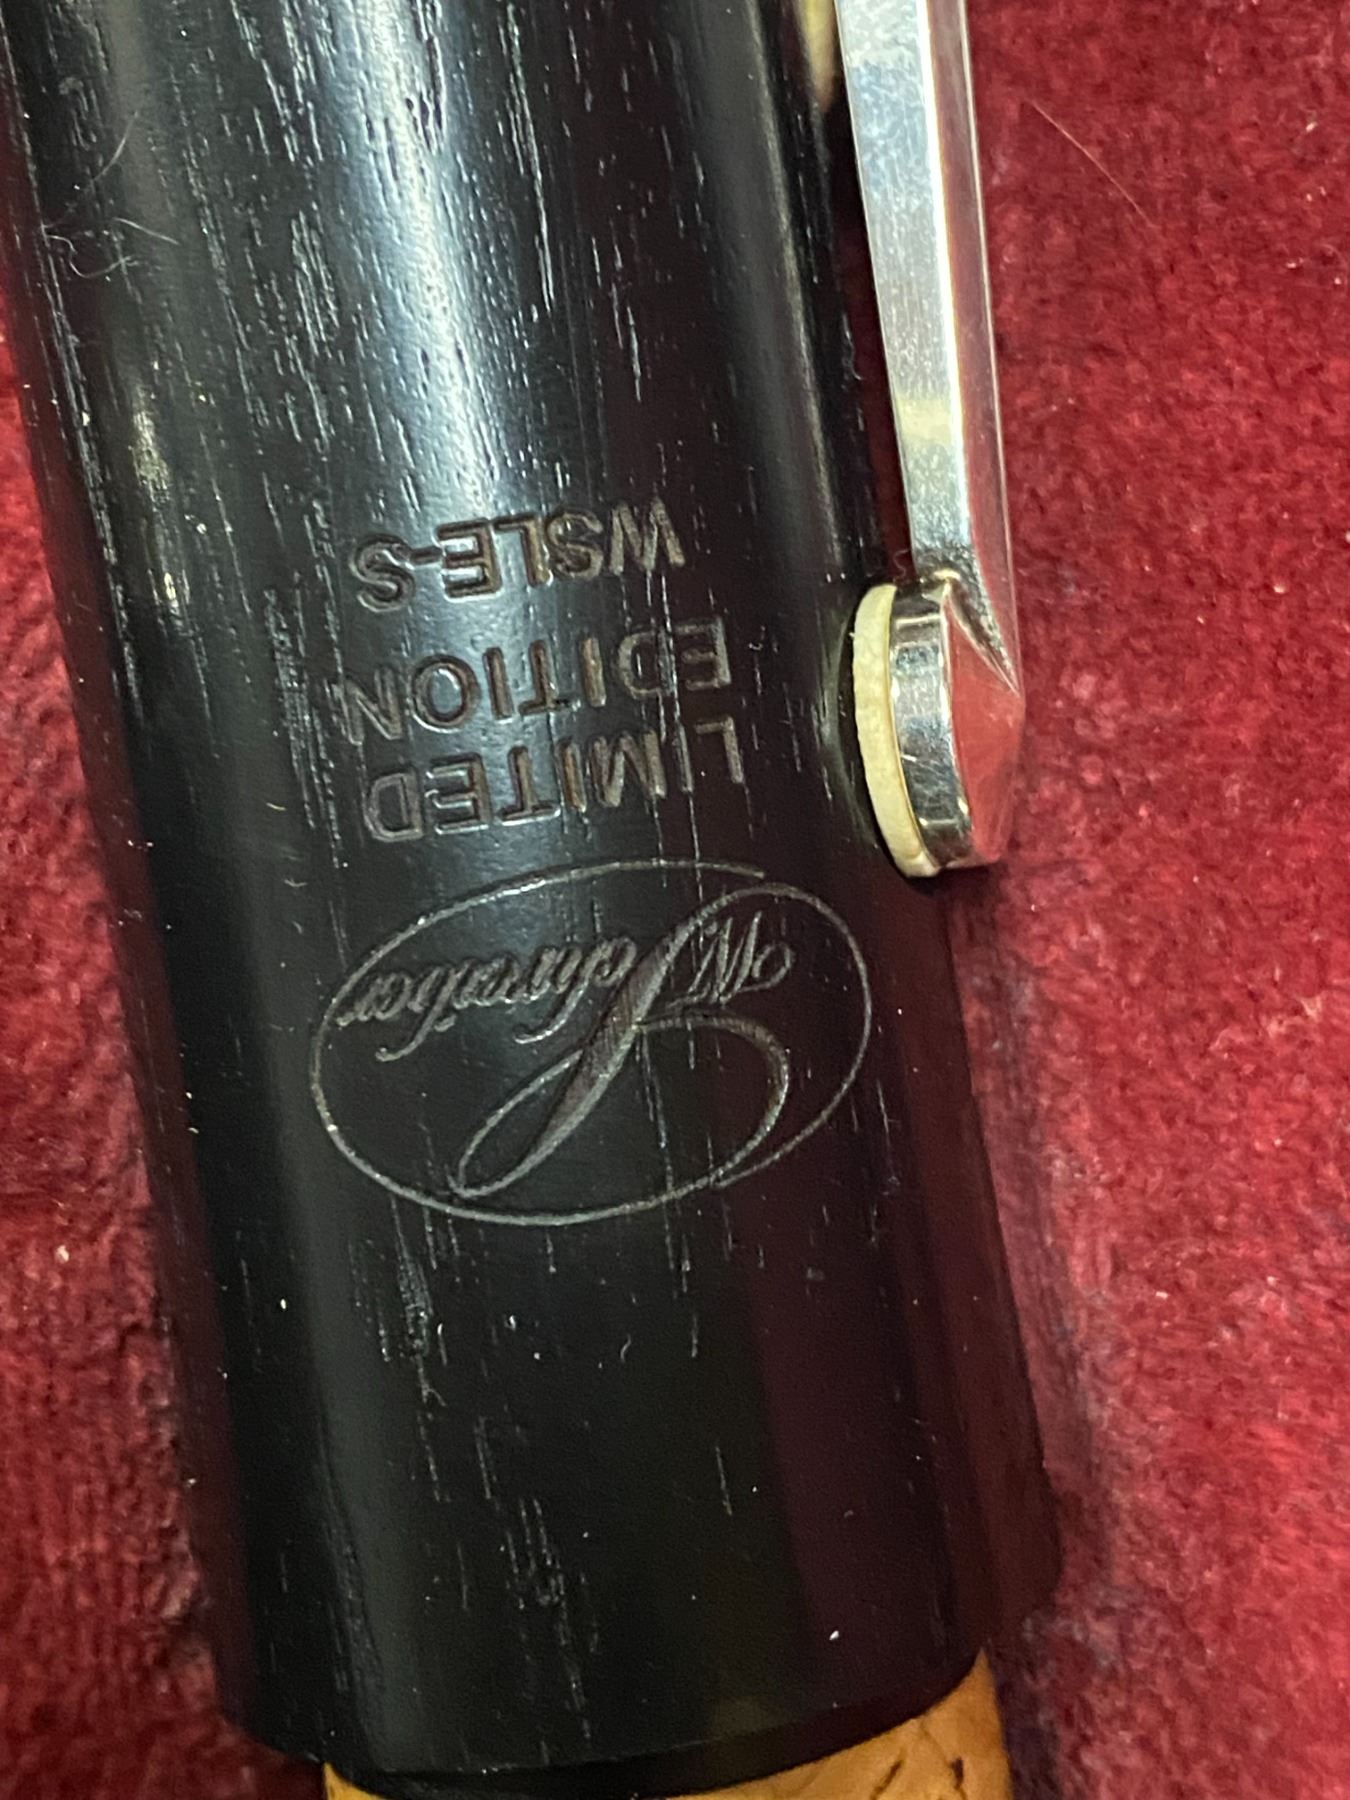 W. Schreiber
LIMITED
EDITION
WSLE-S